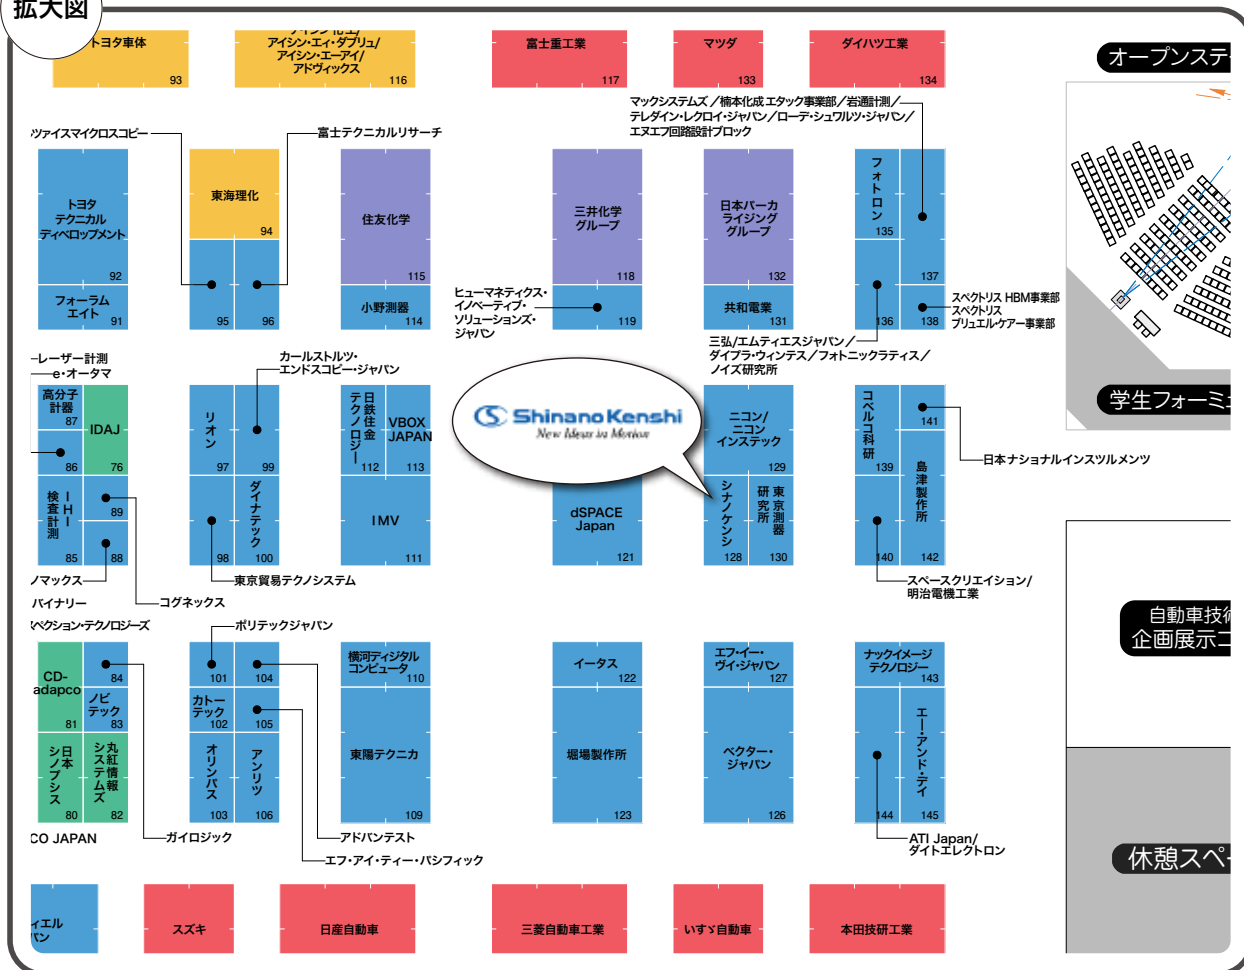 拡大図
トヨタ車体
93
アイシン・エィ・ダブリュ/
アイシン・エーアイ/
アドヴィックス
116
富士重工業
117
マツダ
133
ダイハツ工業
134
オープンステ
マックシステムズ/楠本化成 エタック事業部/岩通計測/
テレダイン・レクロイ・ジャパン/ローデ・シュワルツ・ジャパン/
エヌエフ回路設計ブロック
ツァイスマイクロスコピー
富士テクニカルリサーチ
トヨタ
テクニカル
ディベロップメント
92
フォーラム
エイト
91
東海理化
94
95
96
住友化学
115
小野測器
114
三井化学
グループ
118
ヒューマネティクス・
イノベーティブ・
ソリューションズ・
ジャパン
119
日本パーカ
ライジング
グループ
132
共和電業
131
フォトロン
135
137
136
138
スペクトリス HBM事業部
スペクトリス
ブリュエル・ケアー事業部
三弘/エムティエスジャパン/
ダイプラ・ウィンテス/フォトニックラティス/
ノイズ研究所
レーザー計測
e・オータマ
カールストルツ・
エンドスコピー・ジャパン
高分子
計器
87
IDAJ
76
86
IHI
検査計測
85
89
88
リオン
97
99
98
ダイナテック
100
日鉄住金
テクノロジー
112
VBOX
JAPAN
113
IMV
111
Shinano Kenshi
New Ideas in Motion
dSPACE
Japan
121
ニコン/
ニコン
インステック
129
シナノケンシ
128
東京測器
研究所
130
コベルコ科研
139
141
島津製作所
142
140
日本ナショナルインスツルメンツ
ノマックス
東京貿易テクノシステム
スペースクリエイション/
明治電機工業
バイナリー
コグネックス
学生フォーミュ
自動車技術
企画展示コ
スペクション・テクノロジーズ
ポリテックジャパン
CD-
adapco
81
84
ノビ
テック
83
日本
シノプシス
80
丸紅情報
システムズ
82
101
104
カトー
テック
102
105
オリンパス
103
アンリツ
106
横河ディジタル
コンピュータ
110
東陽テクニカ
109
イータス
122
堀場製作所
123
エフ・イー・
ヴイ・ジャパン
127
ベクター・
ジャパン
126
ナックイメージ
テクノロジー
143
エー・アンド・デイ
144
145
CO JAPAN
ガイロジック
アドバンテスト
エフ・アイ・ティー・パシフィック
ATI Japan/
ダイトエレクトロン
休憩スペー
ィエル
パン
スズキ
日産自動車
三菱自動車工業
いすゞ自動車
本田技研工業